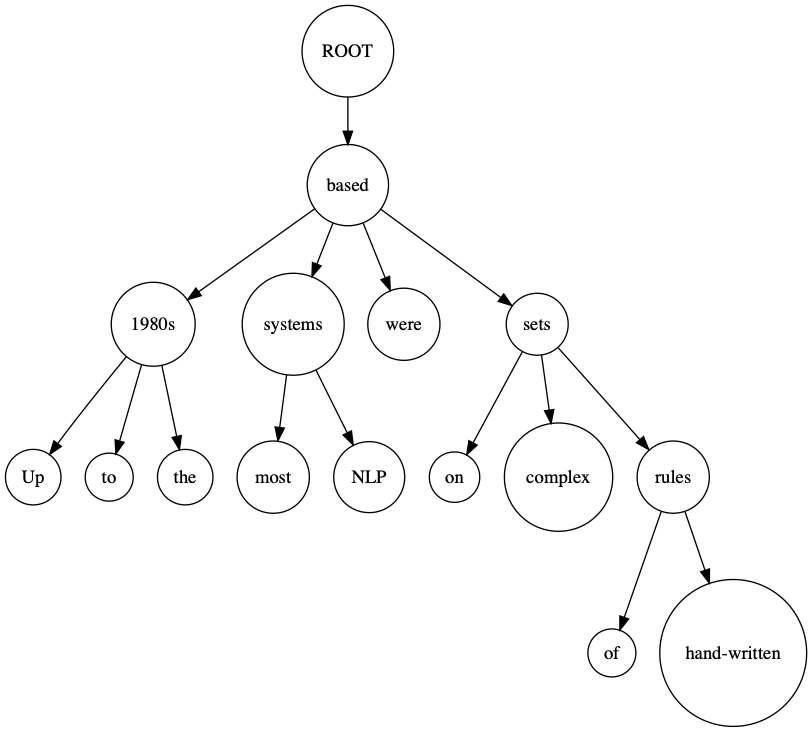 ROOT
based
1980s systems were sets
Up to the most NLP on complex rules
of hand-written